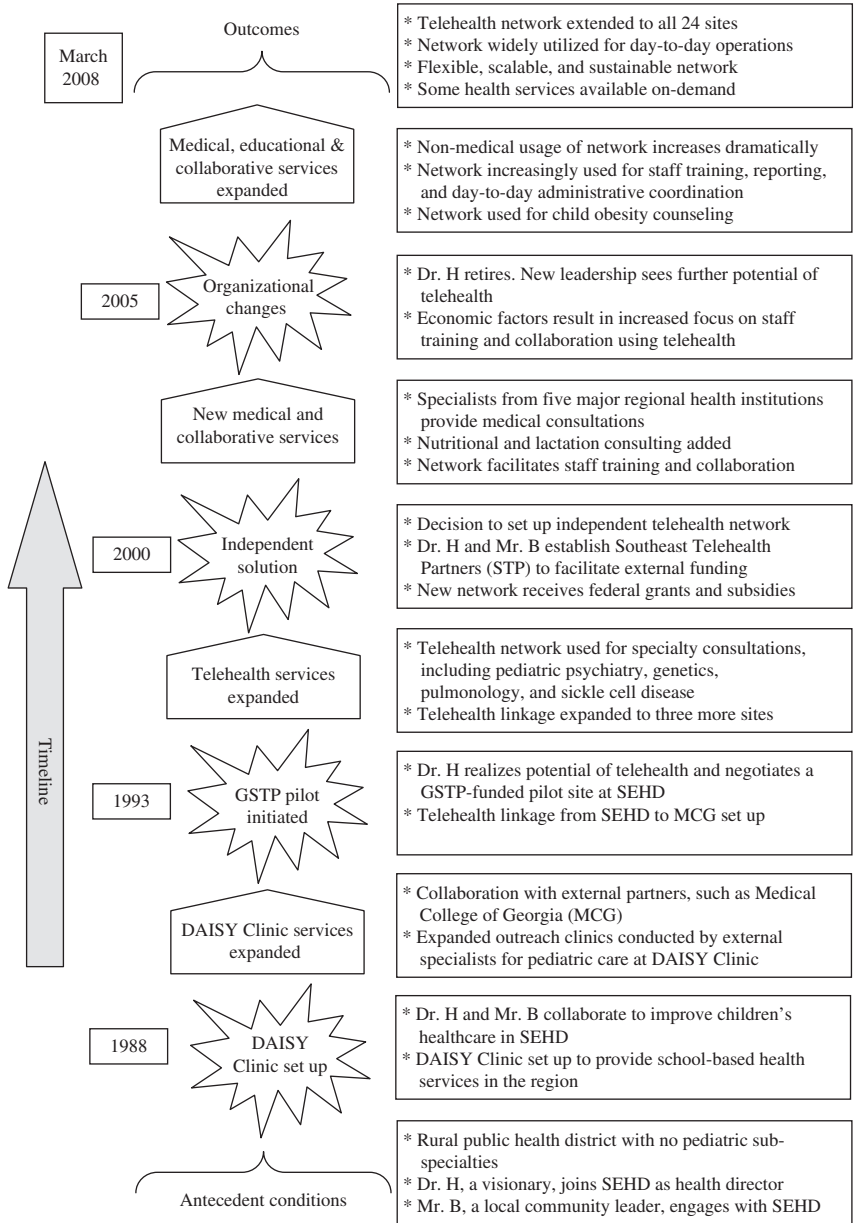 March
2008
Outcomes
* Telehealth network extended to all 24 sites
* Network widely utilized for day-to-day operations
* Flexible, scalable, and sustainable network
* Some health services available on-demand
Medical, educational &
collaborative services
expanded
* Non-medical usage of network increases dramatically
* Network increasingly used for staff training, reporting,
and day-to-day administrative coordination
* Network used for child obesity counseling
2005
Organizational
changes
* Dr. H retires. New leadership sees further potential of
telehealth
* Economic factors result in increased focus on staff
training and collaboration using telehealth
New medical and
collaborative services
* Specialists from five major regional health institutions
provide medical consultations
* Nutritional and lactation consulting added
* Network facilitates staff training and collaboration
2000
Independent
solution
* Decision to set up independent telehealth network
* Dr. H and Mr. B establish Southeast Telehealth
Partners (STP) to facilitate external funding
* New network receives federal grants and subsidies
Telehealth services
expanded
* Telehealth network used for specialty consultations,
including pediatric psychiatry, genetics,
pulmonology, and sickle cell disease
* Telehealth linkage expanded to three more sites
Timeline
1993
GSTP pilot
initiated
* Dr. H realizes potential of telehealth and negotiates a
GSTP-funded pilot site at SEHD
* Telehealth linkage from SEHD to MCG set up
DAISY Clinic services
expanded
* Collaboration with external partners, such as Medical
College of Georgia (MCG)
* Expanded outreach clinics conducted by external
specialists for pediatric care at DAISY Clinic
1988
DAISY
Clinic set up
* Dr. H and Mr. B collaborate to improve children's
healthcare in SEHD
* DAISY Clinic set up to provide school-based health
services in the region
Antecedent conditions
* Rural public health district with no pediatric sub-
specialties
* Dr. H, a visionary, joins SEHD as health director
* Mr. B, a local community leader, engages with SEHD